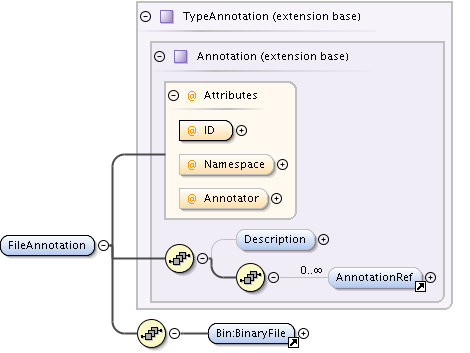 TypeAnnotation (extension base)
Annotation (extension base)
@ Attributes
@ ID
@ Namespace
@ Annotator
FileAnnotation
Description
0..∞
AnnotationRef
Bin:BinaryFile